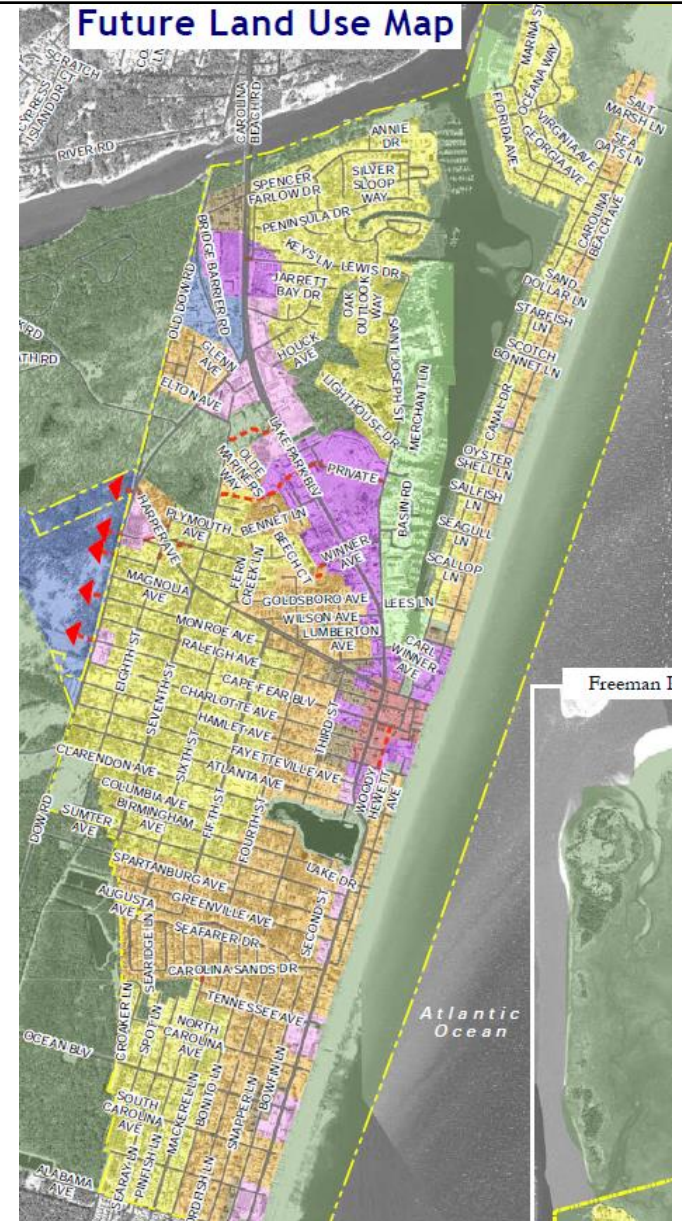 Future Land Use Map
SCRATCH
CYPRESS
ISLAND DR CT
RIVER RD
CAROLINA
BEACH RD
MARINA ST
OCEANA WAY
FLORIDA AVE
VIRGINIA AVE
GEORGIA AVE
SALT
MARSH LN
SEA
OATS LN
CAROLINA
BEACH AVE
ANNIE
DR
SPENCER
FARLOW DR
SILVER
SLOOP
WAY
PENINSULA DR
KEYS LN
LEWIS DR
BRIDGE BARRIER RD
OLD DOW RD
JARRETT
BAY DR
OAK
OUTLOOK
WAY
SAND
DOLLAR LN
STARFISH
LN
SCOTCH
BONNET LN
GLENN
AVE
HOUCK
AVE
SAINT JOSEPH ST
MERCHANT LN
ELTON AVE
LIGHTHOUSE DR
CANAL DR
LAKE PARK BLVD
OLDE
MARINERS
WAY
PRIVATE
OYSTER
SHELL LN
SAILFISH
LN
SEAGULL
LN
SCALLOP
LN
BASIN RD
HARPER AVE
PLYMOUTH
AVE
BENNET LN
BEECH CT
WINNER
AVE
FERN
CREEK LN
MAGNOLIA
AVE
GOLDSBORO AVE
LEES LN
WILSON AVE
LUMBERTON
AVE
CARL
WINNER
AVE
MONROE AVE
RALEIGH AVE
EIGHTH ST
SEVENTH ST
CAPE FEAR BLVD
CHARLOTTE AVE
HAMLET AVE
SIXTH ST
FAYETTEVILLE AVE
THIRD ST
ATLANTA AVE
CLARENDON AVE
COLUMBIA AVE
BIRMINGHAM
AVE
FIFTH ST
FOURTH ST
WOODY
HEWETT
AVE
SUMTER
AVE
DOW RD
LAKE DR
SPARTANBURG AVE
AUGUSTA
AVE
GREENVILLE AVE
SECOND ST
SEAFARER DR
SEARIDGE LN
CAROLINA SANDS DR
TENNESSEE AVE
CROAKER LN
SPOT LN
NORTH
CAROLINA
AVE
OCEAN BLVD
SOUTH
CAROLINA
AVE
MACKEREL LN
BONITO LN
SNAPPER LN
BOWFIN LN
ALABAMA
AVE
SEARAY LN
PINFISH LN
Atlantic
Ocean
Freeman